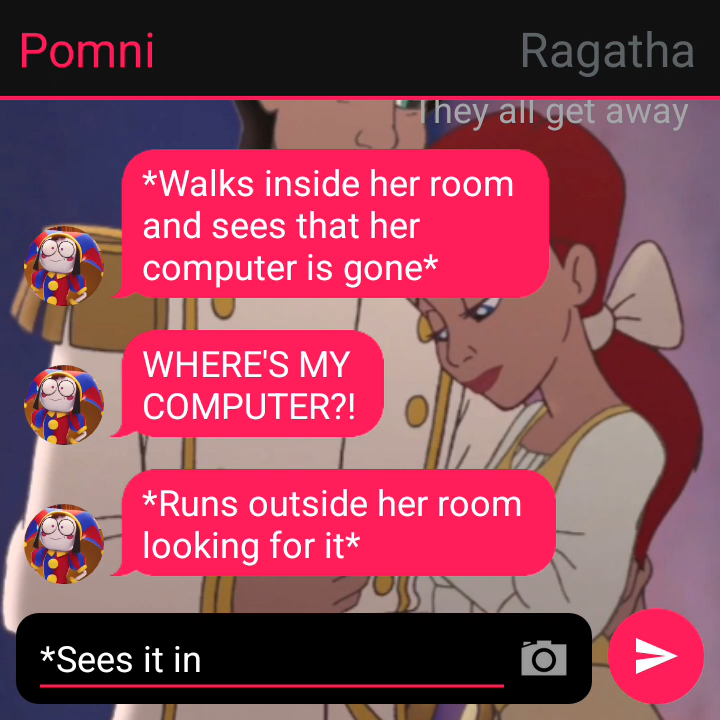 Pomni
Ragatha
They all get away
*Walks inside her room
and sees that her
computer is gone*
WHERE'S MY
COMPUTER?!
*Runs outside her room
looking for it*
*Sees it in